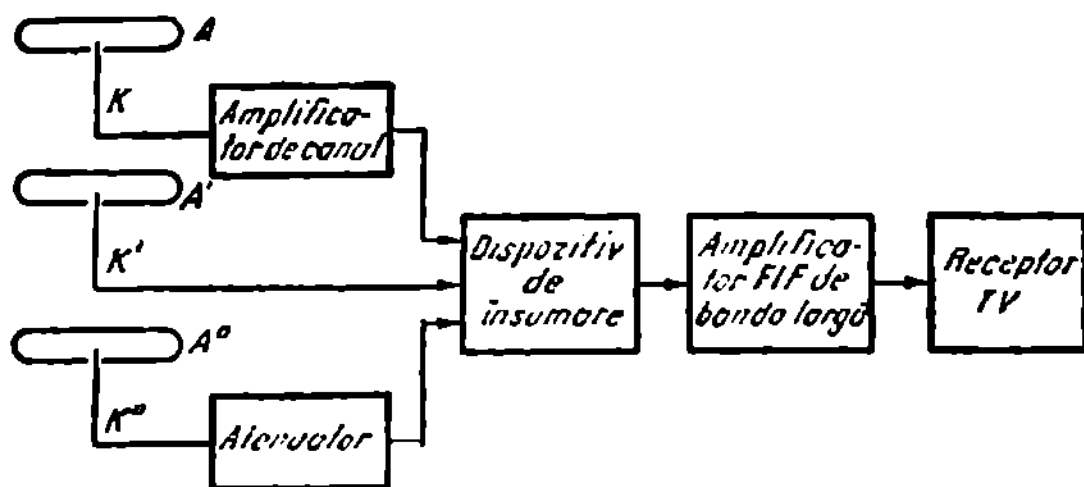 A
K
Amplifica-
tor de canal
A'
K'
Dispozitiv
de
însumare
Amplifica-
tor FIF de
bandă largă
Receptor
TV
A"
K"
Atenuator